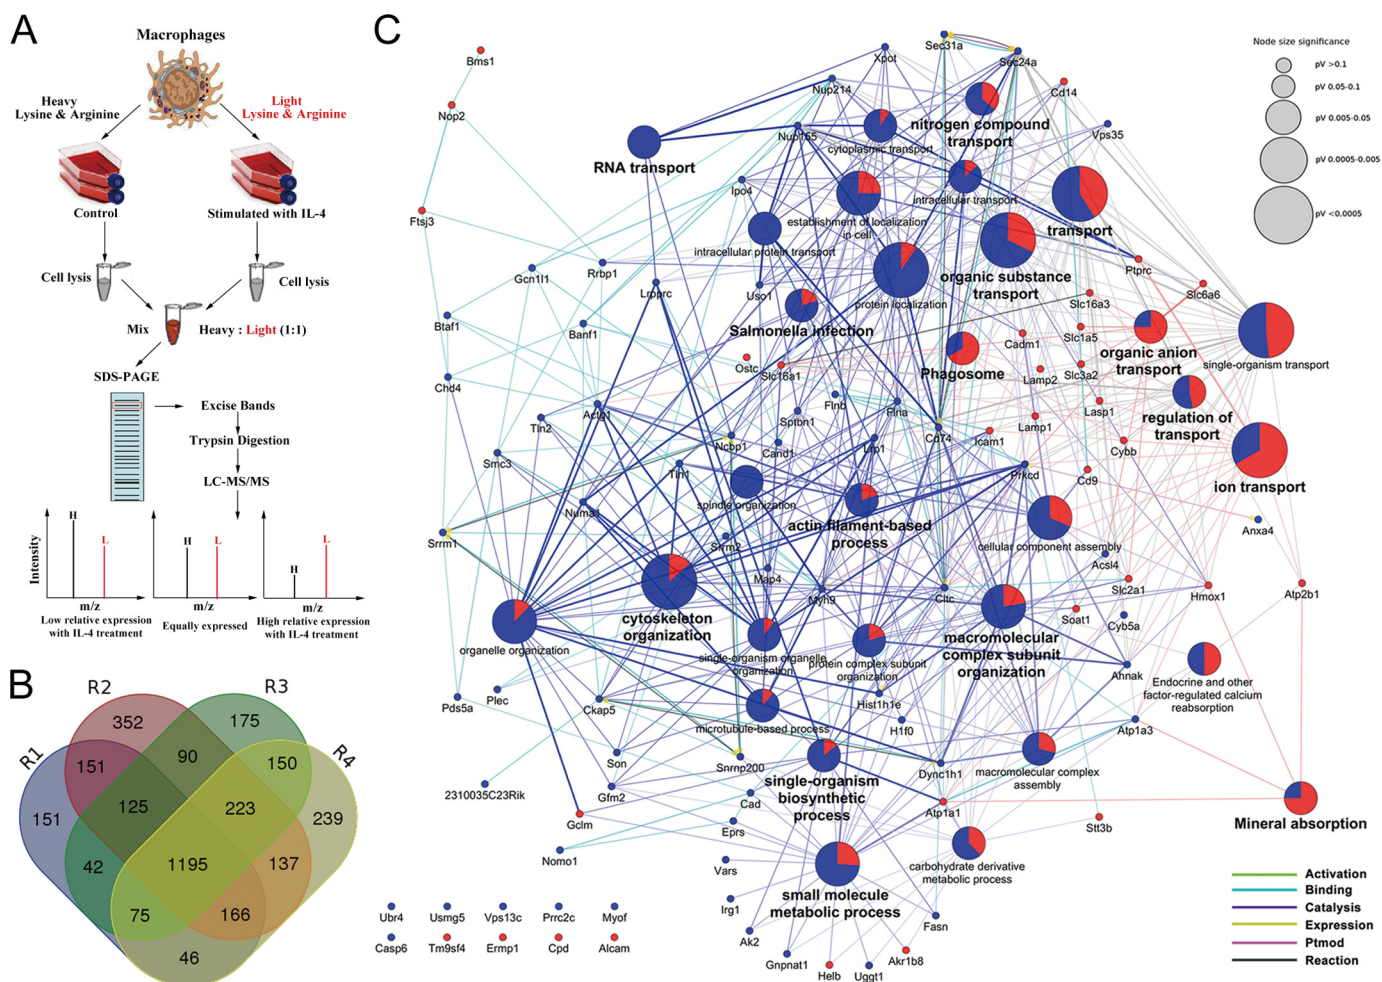 A
Macrophages
Heavy
Lysine & Arginine
Light
Lysine & Arginine
Control
Stimulated with IL-4
Cell lysis
Cell lysis
Mix
Heavy : Light (1:1)
SDS-PAGE
Excise Bands
Trypsin Digestion
LC-MS/MS
Intensity
H
L
H
L
H
L
m/z
m/z
m/z
Low relative expression
with IL-4 treatment
Equally expressed
High relative expression
with IL-4 treatment
B
R1
R2
R3
R4
352
175
151
90
150
151
125
223
239
42
1195
137
75
166
46
C
Node size significance
pV >0.1
pV 0.05-0.1
pV 0.005-0.05
pV 0.0005-0.005
pV <0.0005
Bms1
Nop2
Ftsj3
Xpot
Sec31a
Sec24a
Nup214
Cd14
Nup155
Vps35
cytoplasmic transport
nitrogen compound
transport
RNA transport
Ipo4
intracellular transport
establishment of localization
in cell
transport
intracellular protein transport
organic substance
transport
protein localization
Ptprc
Rrbp1
Gcn1l1
Lrpprc
Uso1
Slc16a3
Slc6a6
Btaf1
Banf1
Salmonella infection
Cadm1
Slc1a5
organic anion
transport
single-organism transport
Ostc
Slc16a1
Phagosome
Lamp2
Slc3a2
Chd4
Actg1
Tln2
Flnb
Flna
Sptbn1
Lamp1
Lasp1
regulation of
transport
Ncbp1
Cand1
Lrp1
Cd74
Icam1
Cybb
Smc3
Tln1
Prkcd
Cd9
ion transport
Numa1
spindle organization
actin filament-based
process
Anxa4
Srrm1
Srrm2
cellular component assembly
Acsl4
Map4
Myh9
Cltc
Slc2a1
Hmox1
Atp2b1
cytoskeleton
organization
Soat1
Cyb5a
organelle organization
single-organism organelle
organization
protein complex subunit
organization
macromolecular
complex subunit
organization
Ahnak
Endocrine and other
factor-regulated calcium
reabsorption
Pds5a
Plec
Ckap5
Hist1h1e
microtubule-based process
H1f0
Atp1a3
Son
Snrnp200
single-organism
biosynthetic
process
Dync1h1
macromolecular complex
assembly
2310035C23Rik
Gfm2
Cad
Gclm
Eprs
Atp1a1
Stt3b
Mineral absorption
Nomo1
Vars
small molecule
metabolic process
carbohydrate derivative
metabolic process
Irg1
Fasn
Ak2
Gnpnat1
Helb
Uggt1
Akr1b8
Ubr4
Usmg5
Vps13c
Prrc2c
Myof
Casp6
Tm9sf4
Ermp1
Cpd
Alcam
Activation
Binding
Catalysis
Expression
Ptmod
Reaction